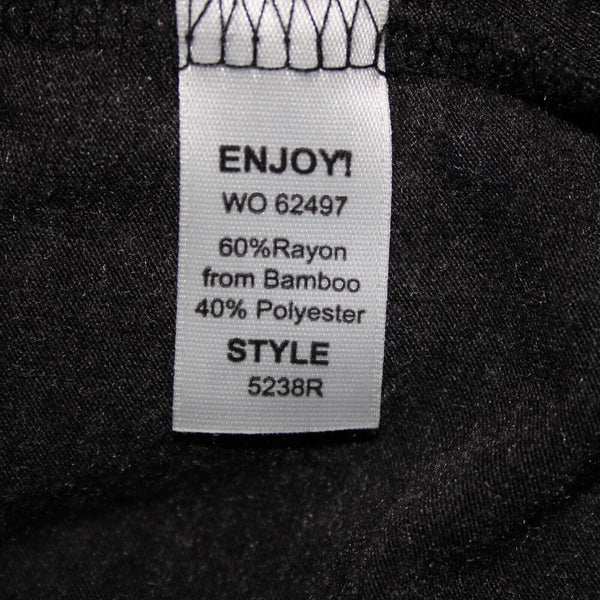 ENJOY!
WO 62497
60%Rayon
from Bamboo
40% Polyester
STYLE
5238R